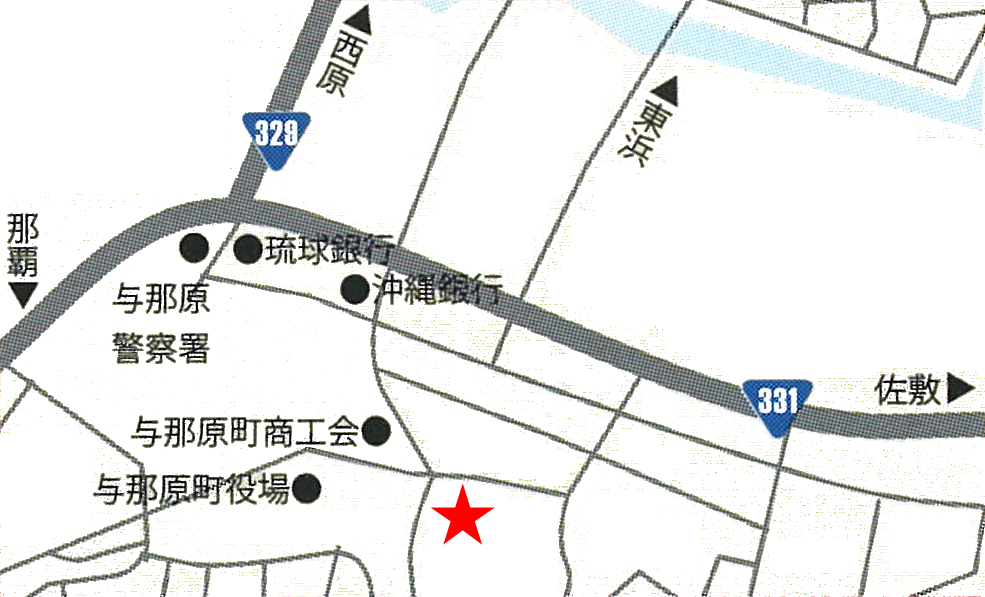 西原
329
東浜
那覇
琉球銀行
沖縄銀行
与那原
警察署
331
佐敷
与那原町商工会
与那原町役場